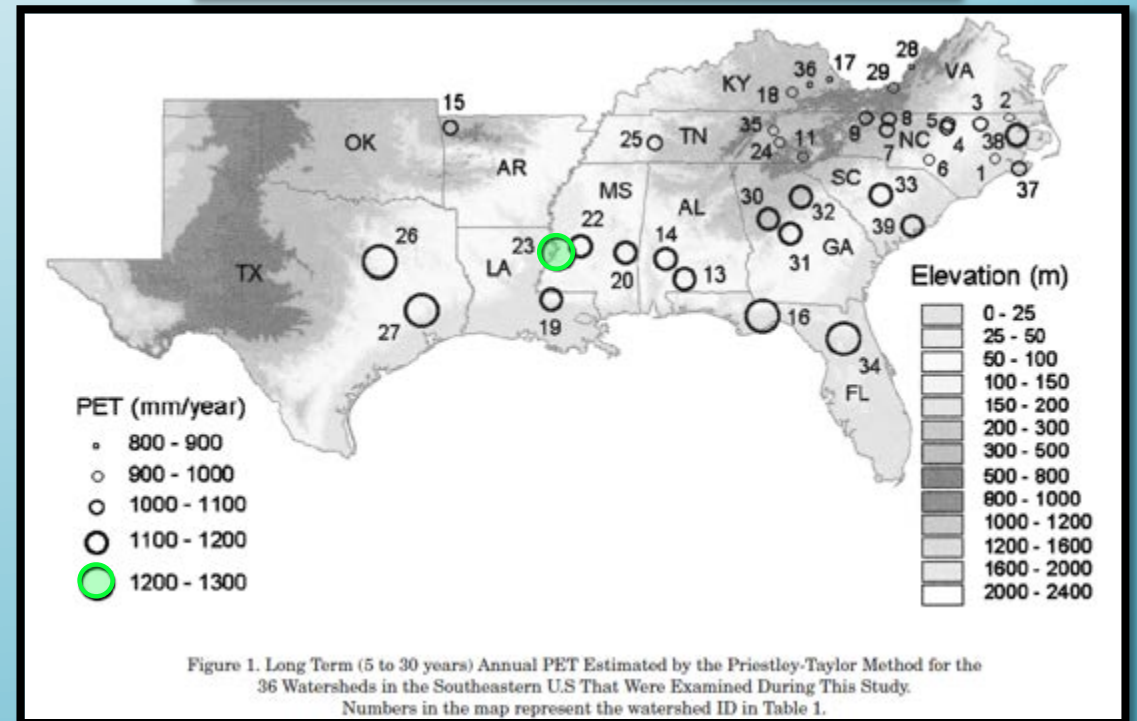 28
36
17
29
VA
KY
18
15
3
2
8
5
OK
25
TN
35
9
NC
4
38
AR
24
11
7
6
1
MS
SC
33
37
30
32
22
AL
39
26
23
14
GA
LA
31
TX
20
13
Elevation (m)
0 - 25
27
19
16
25 - 50
50 - 100
34
100 - 150
FL
150 - 200
PET (mm/year)
200 - 300
800 - 900
300 - 500
900 - 1000
500 - 800
800 - 1000
1000 - 1100
1000 - 1200
1100 - 1200
1200 - 1600
1600 - 2000
1200 - 1300
2000 - 2400
Figure 1. Long Term (5 to 30 years) Annual PET Estimated by the Priestley-Taylor Method for the
36 Watersheds in the Southeastern U.S That Were Examined During This Study.
Numbers in the map represent the watershed ID in Table 1.